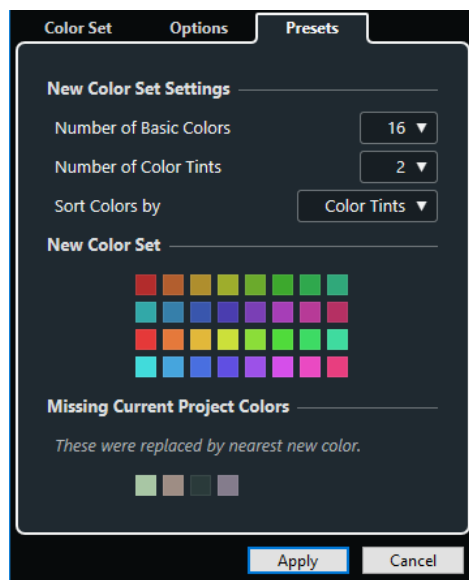 Color Set Options Presets
New Color Set Settings
Number of Basic Colors 16
Number of Color Tints 2
Sort Colors by Color Tints
New Color Set
Missing Current Project Colors
These were replaced by nearest new color.
Apply Cancel